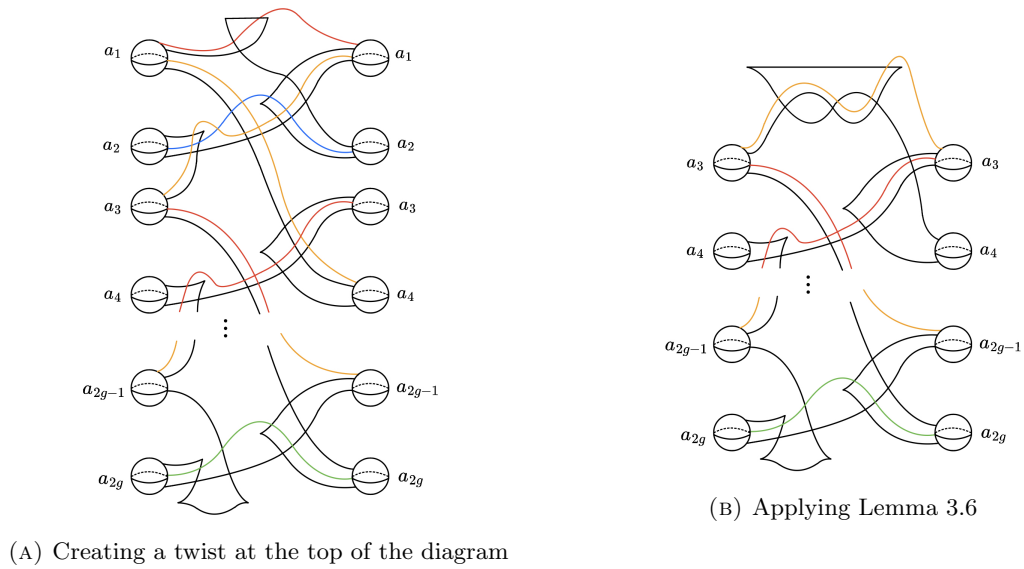 a₁ a₁
a₂ a₂
a₃ a₃
a₄ a₄
⋮
a₂g₋₁ a₂g₋₁
a₂g a₂g
(A) Creating a twist at the top of the diagram
a₃ a₃
a₄ a₄
⋮
a₂g₋₁ a₂g₋₁
a₂g a₂g
(B) Applying Lemma 3.6